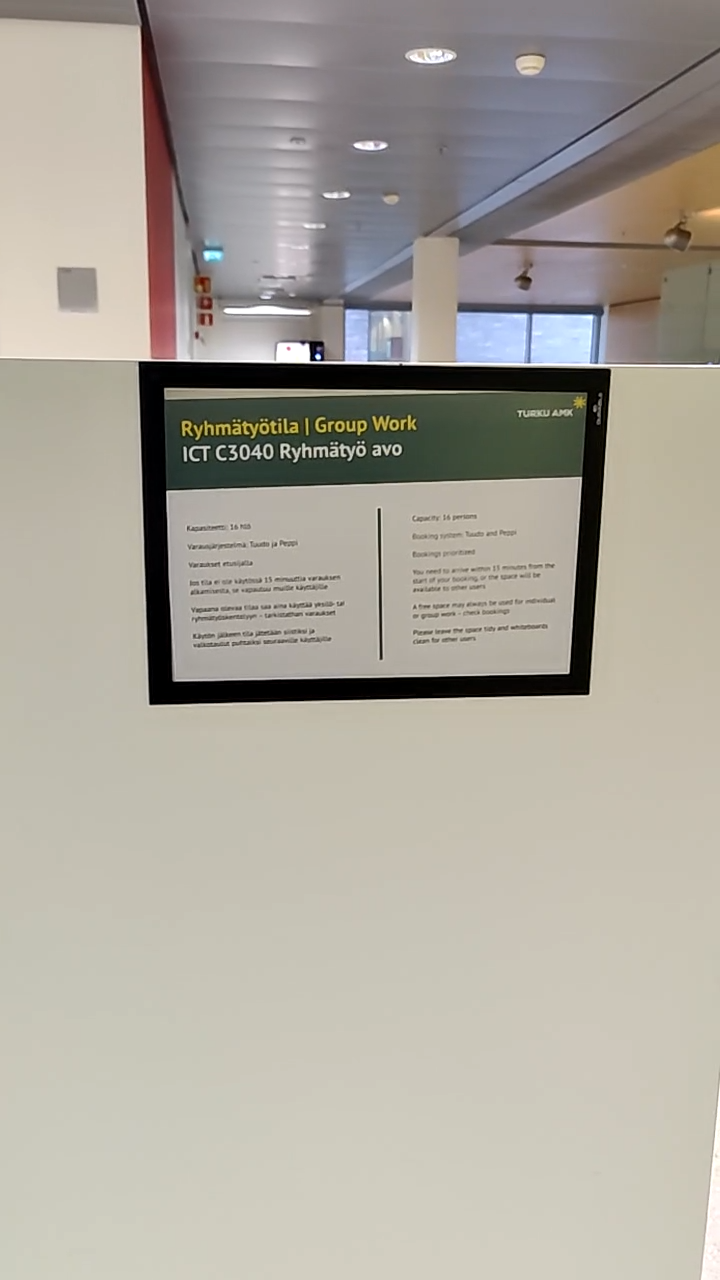 Ryhmätyötila | Group Work
ICT C3040 Ryhmätyö avo
TURKU AMK
Kapasiteetti: 16 hlö
Varausjärjestelmä: Tuudo ja Peppi
Varaukset etusijalla
Jos tila ei ole käytössä 15 minuuttia varauksen
alkamisesta, se vapautuu muille käyttäjille
Vapaana olevaa tilaa saa aina käyttää yksilö- tai
ryhmätyöskentelyyn – tarkistathan varaukset
Käytön jälkeen tila jätetään siistiksi ja
valkotaulut puhtaiksi seuraaville käyttäjille
Capacity: 16 persons
Booking system: Tuudo and Peppi
Bookings prioritized
You need to arrive within 15 minutes from the
start of your booking, or the space will be
available to other users
A free space may always be used for individual
or group work – check bookings
Please leave the space tidy and whiteboards
clean for other users